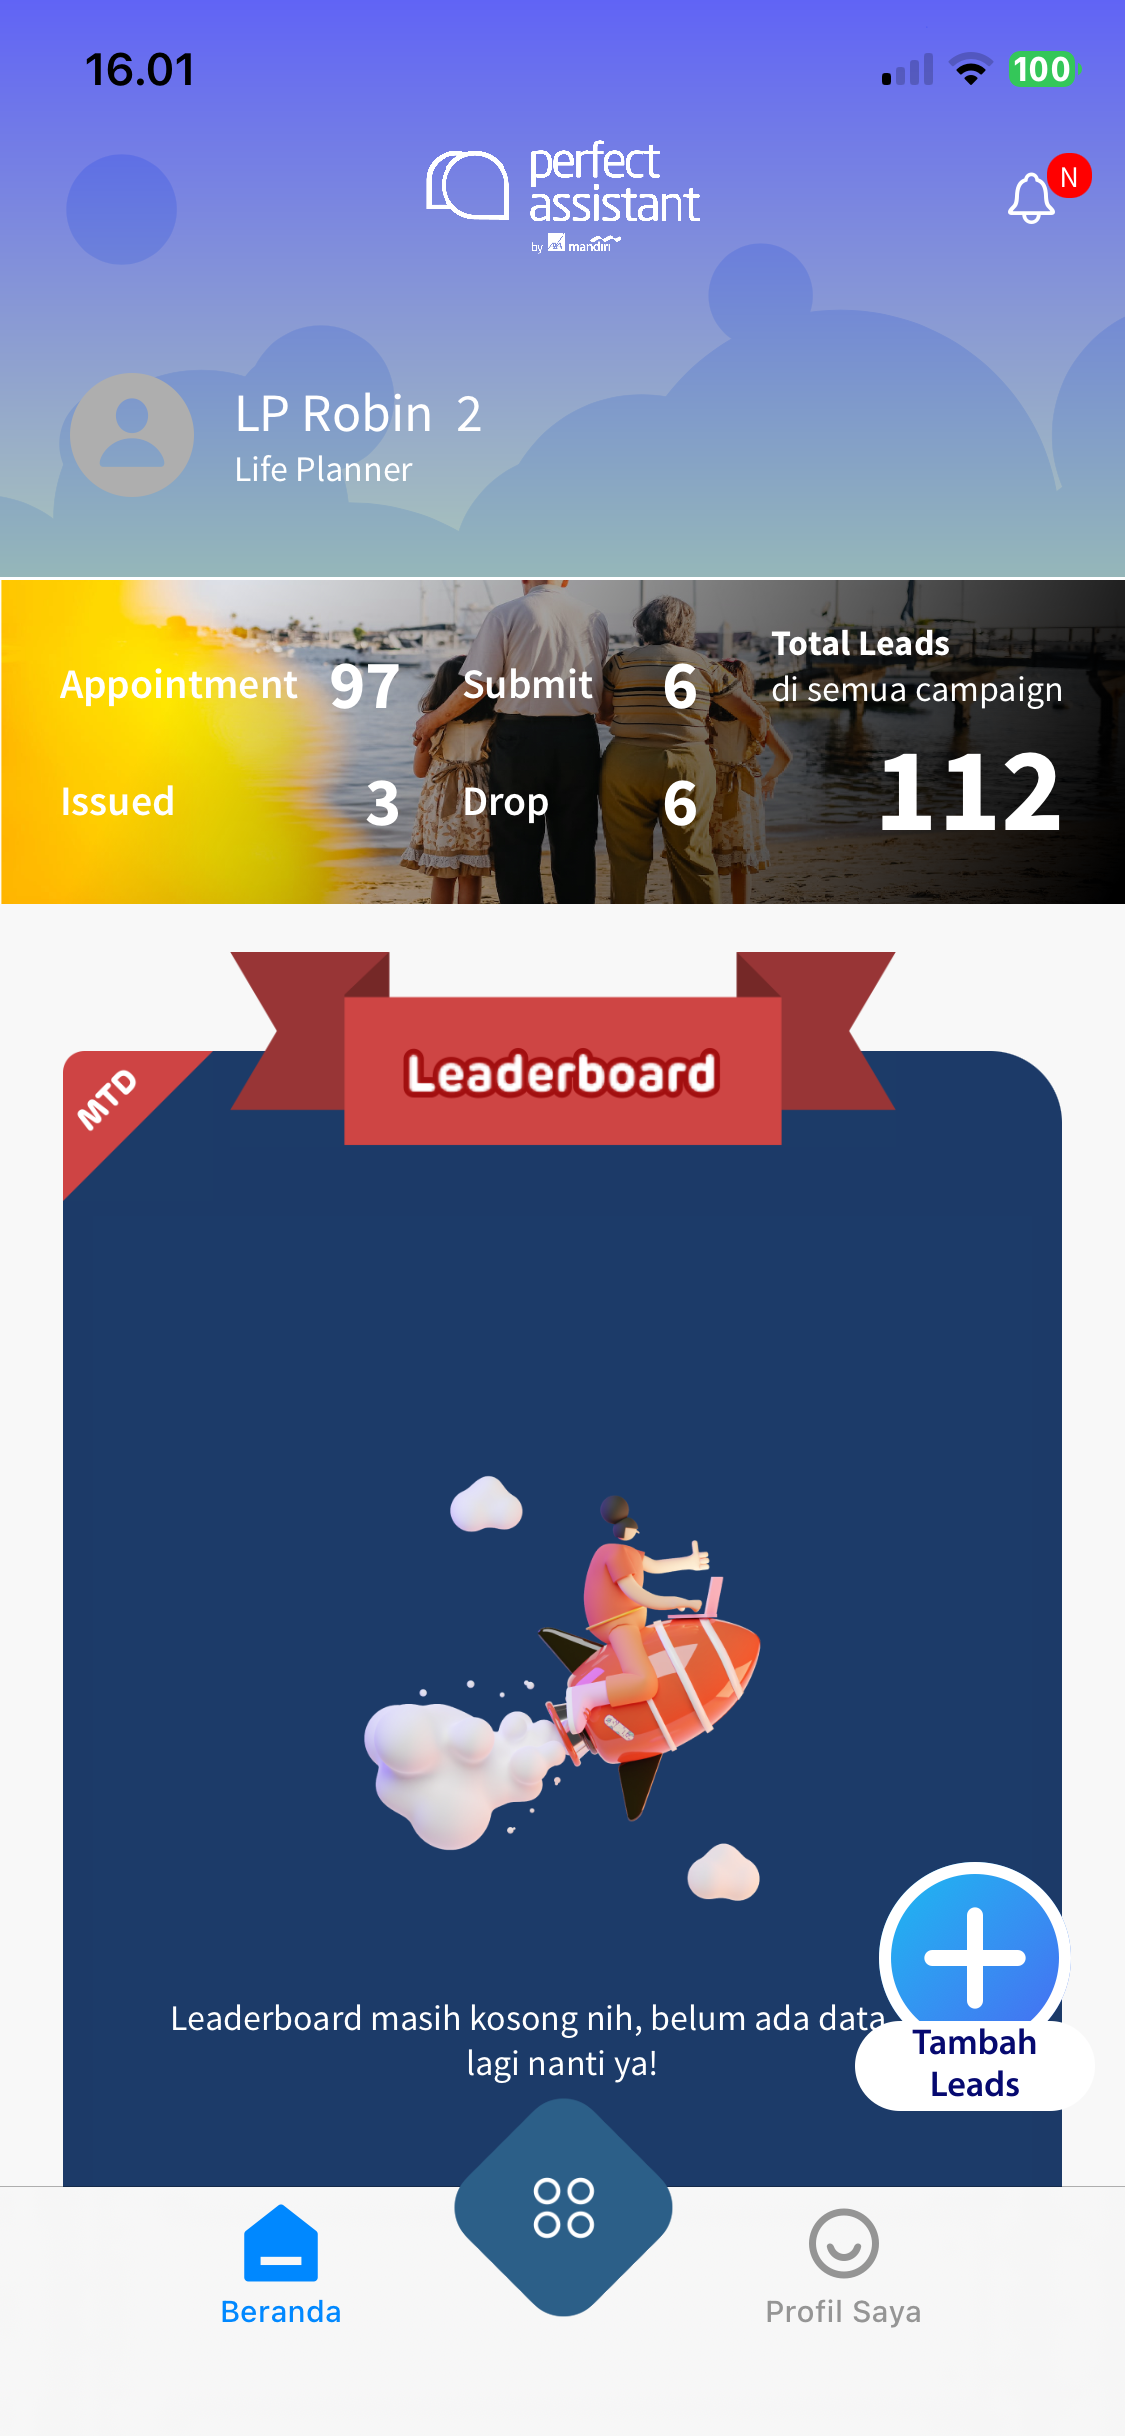 16.01
100
perfect
assistant
by AXA mandiri
N
LP Robin 2
Life Planner
Appointment 97 Submit 6
Issued 3 Drop 6
Total Leads
di semua campaign
112
MTD
Leaderboard
Leaderboard masih kosong nih, belum ada data
lagi nanti ya!
Tambah
Leads
Beranda
Profil Saya